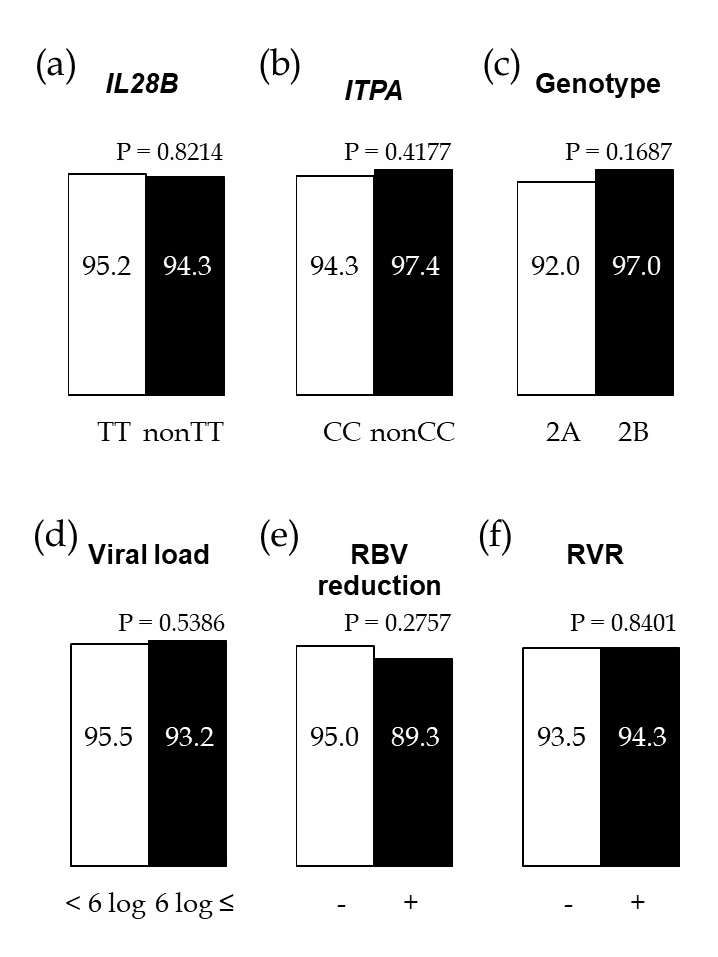 (a) IL28B (b) ITPA (c) Genotype
P = 0.8214 P = 0.4177 P = 0.1687
95.2 94.3 94.3 97.4 92.0 97.0
TT nonTT CC nonCC 2A 2B
(d) Viral load (e) RBV reduction (f) RVR
P = 0.5386 P = 0.2757 P = 0.8401
95.5 93.2 95.0 89.3 93.5 94.3
< 6 log 6 log ≤ - + - +